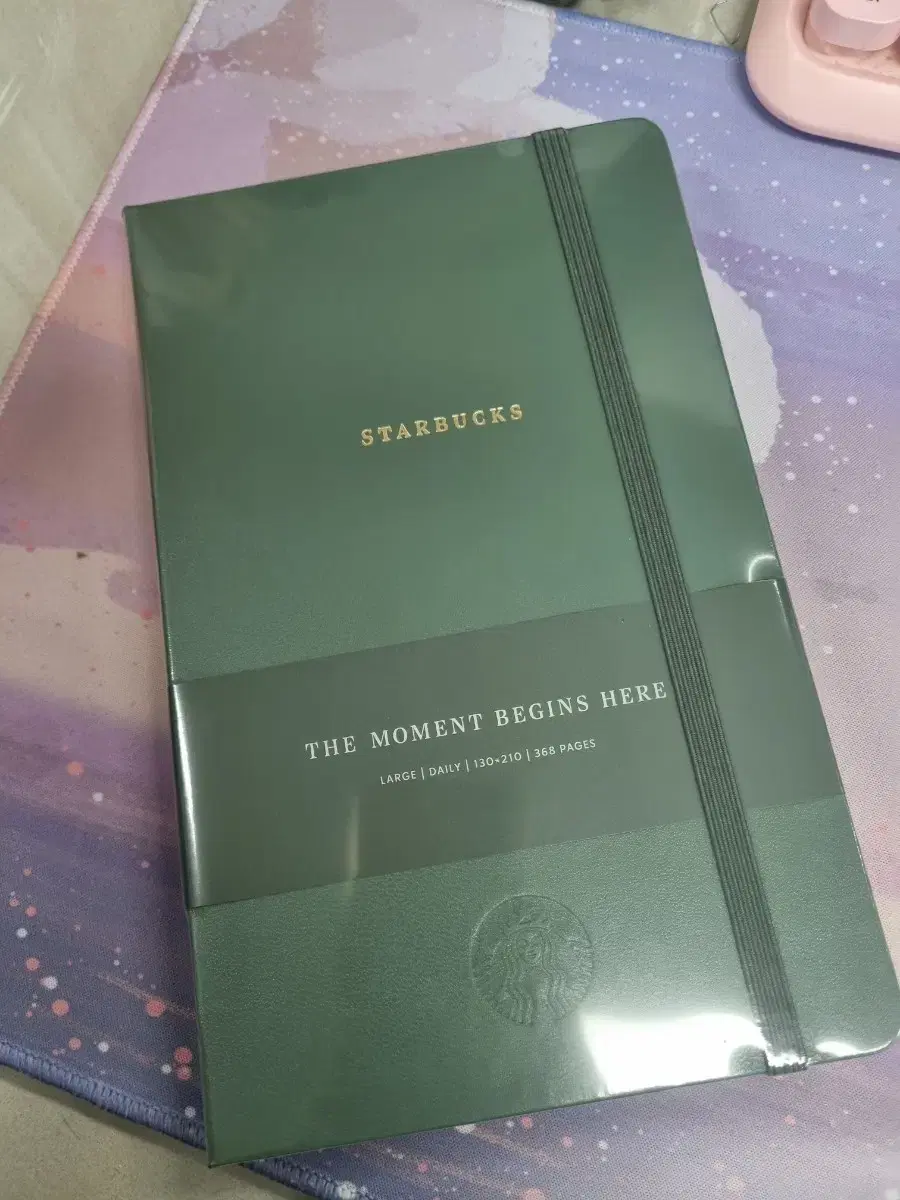 STARBUCKS
THE MOMENT BEGINS HERE
LARGE | DAILY | 130×210 | 368 PAGES